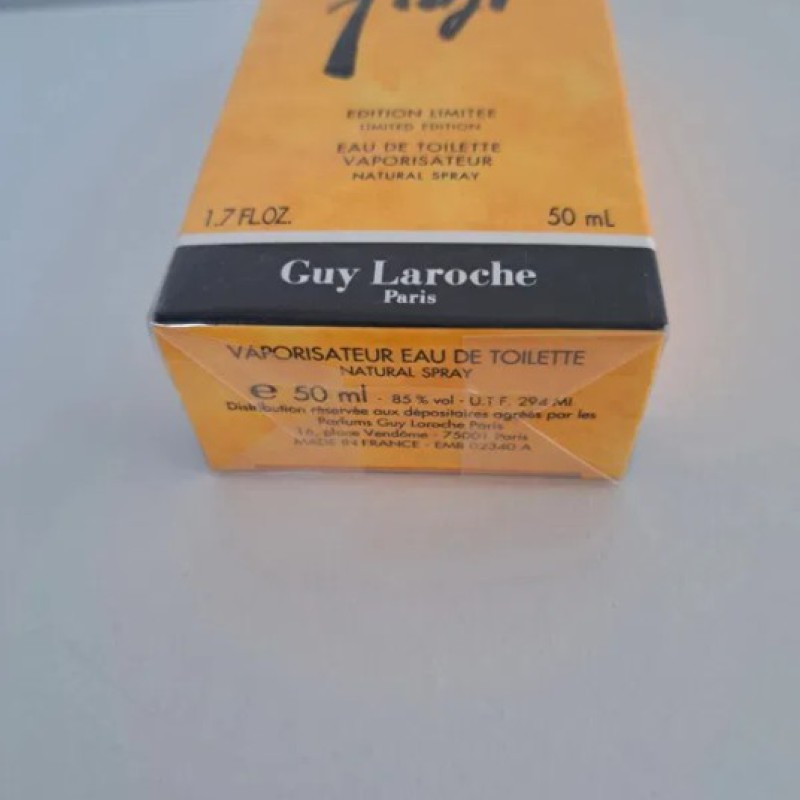 EDITION LIMITEE
LIMITED EDITION
EAU DE TOILETTE
VAPORISATEUR
NATURAL SPRAY
1.7 FL.OZ. 50 mL
Guy Laroche
Paris
VAPORISATEUR EAU DE TOILETTE
NATURAL SPRAY
e 50 ml - 85 % vol - U.T.F. 294 Ml
Distribution réservée aux dépositaires agréés par les
Parfums Guy Laroche Paris
16, place Vendôme - 75001 Paris
MADE IN FRANCE - EMB 02340 A